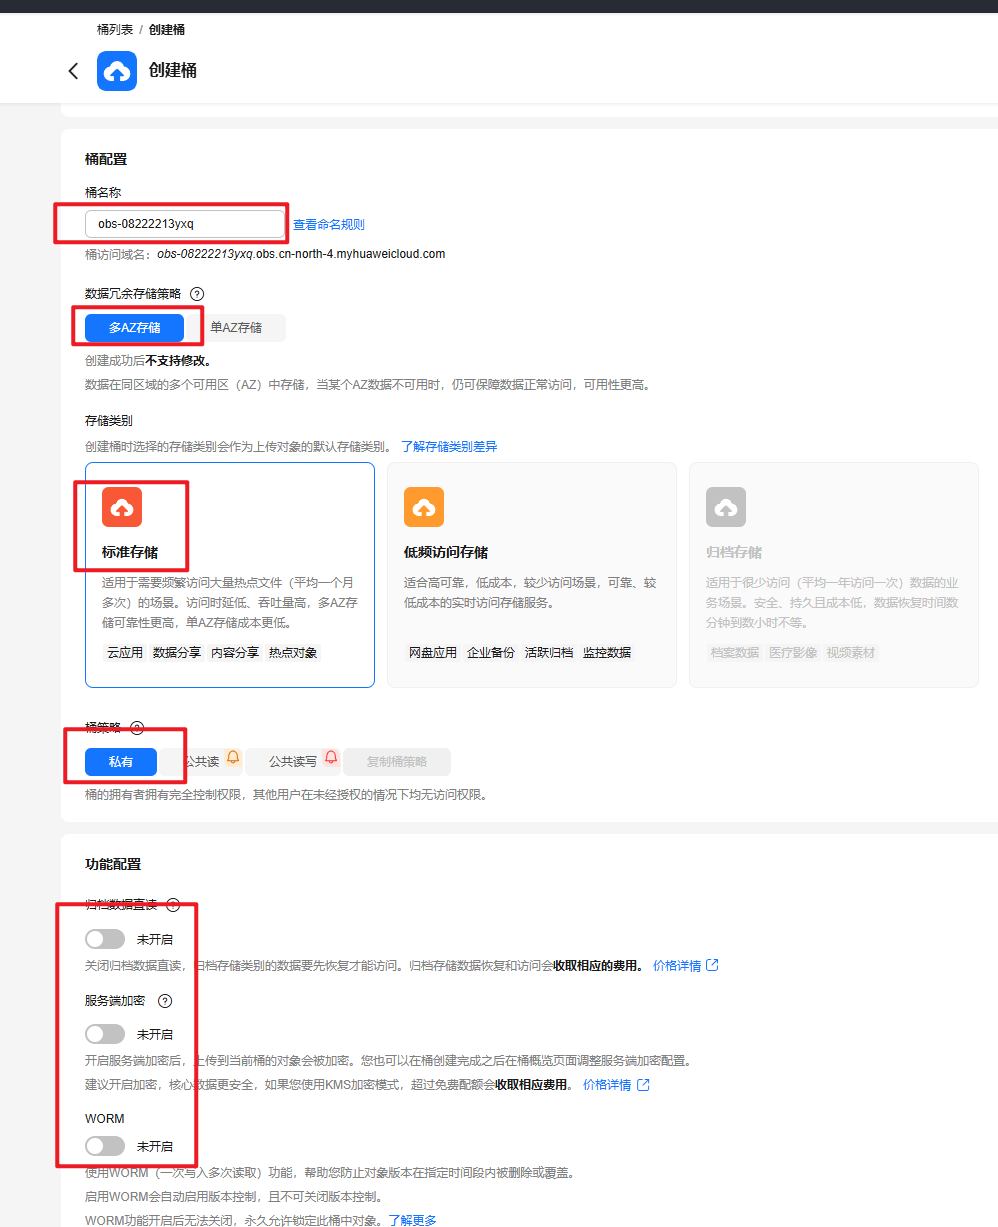 桶列表 / 创建桶
创建桶
桶配置
桶名称
obs-08222213yxq 查看命名规则
桶访问域名：obs-08222213yxq.obs.cn-north-4.myhuaweicloud.com
数据冗余存储策略 ?
多AZ存储 单AZ存储
创建成功后不支持修改。
数据在同区域的多个可用区（AZ）中存储，当某个AZ数据不可用时，仍可保障数据正常访问，可用性更高。
存储类别
创建桶时选择的存储类别会作为上传对象的默认存储类别。 了解存储类别差异
标准存储
适用于需要频繁访问大量热点文件（平均一个月
多次）的场景。访问时延低、吞吐量高，多AZ存
储可靠性更高，单AZ存储成本更低。
云应用 数据分享 内容分享 热点对象
低频访问存储
适合高可靠，低成本，较少访问场景，可靠、较
低成本的实时访问存储服务。
网盘应用 企业备份 活跃归档 监控数据
归档存储
适用于很少访问（平均一年访问一次）数据的业
务场景。安全、持久且成本低，数据恢复时间数
分钟到数小时不等。
档案数据 医疗影像 视频素材
桶策略 ?
私有 公共读 公共读写 复制桶策略
桶的拥有者拥有完全控制权限，其他用户在未经授权的情况下均无访问权限。
功能配置
归档数据直读 ?
未开启
关闭归档数据直读，归档存储类别的数据要先恢复才能访问。归档存储数据恢复和访问会收取相应的费用。 价格详情
服务端加密 ?
未开启
开启服务端加密后，上传到当前桶的对象会被加密。您也可以在桶创建完成之后在桶概览页面调整服务端加密配置。
建议开启加密，核心数据更安全，如果您使用KMS加密模式，超过免费配额会收取相应费用。 价格详情
WORM
未开启
使用WORM（一次写入多次读取）功能，帮助您防止对象版本在指定时间段内被删除或覆盖。
启用WORM会自动启用版本控制，且不可关闭版本控制。
WORM功能开启后无法关闭，永久允许锁定此桶中对象。了解更多